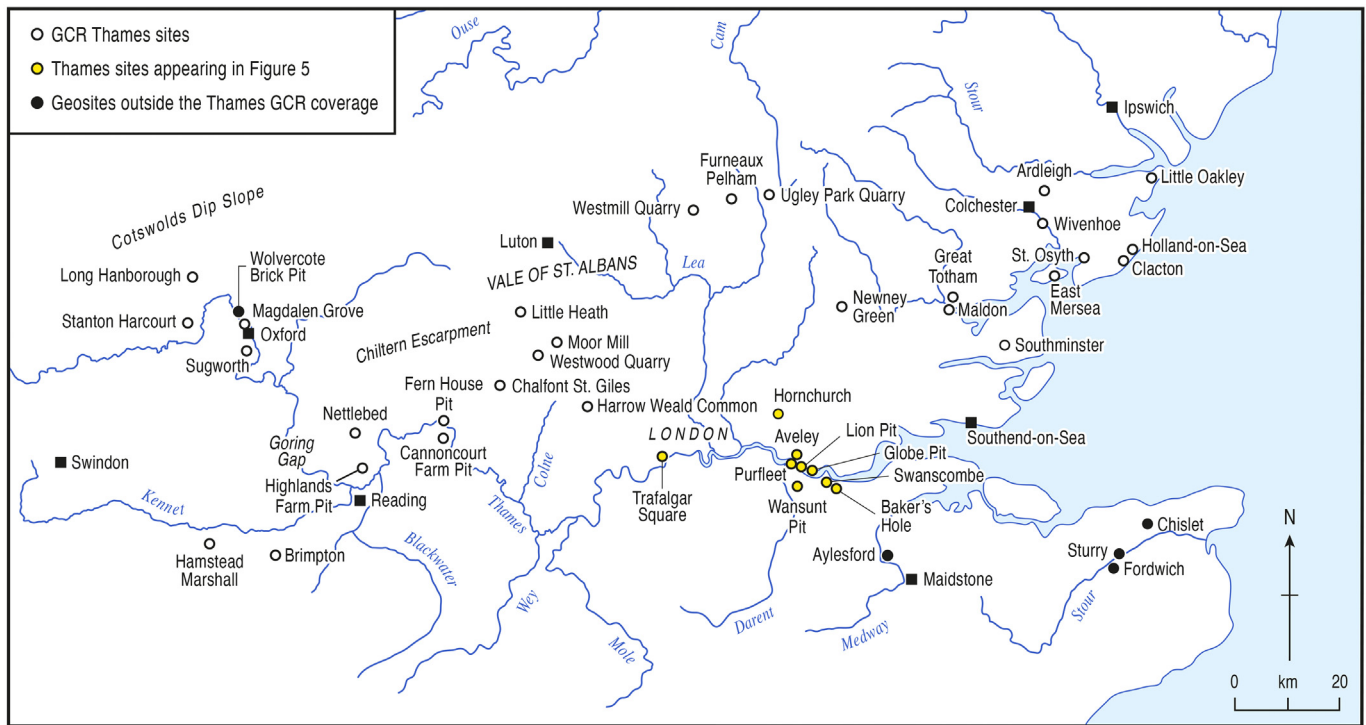 GCR Thames sites
Thames sites appearing in Figure 5
Geosites outside the Thames GCR coverage
Ouse
Cam
Stour
Ipswich
Furneaux
Pelham
Ugley Park Quarry
Westmill Quarry
Ardleigh
Little Oakley
Colchester
Wivenhoe
Cotswolds Dip Slope
Long Hanborough
Wolvercote
Brick Pit
Luton
VALE OF ST. ALBANS
Lea
Great
Totham
St. Osyth
Holland-on-Sea
Clacton
East
Mersea
Stanton Harcourt
Magdalen Grove
Oxford
Sugworth
Chiltern Escarpment
Little Heath
Moor Mill
Westwood Quarry
Newney
Green
Maldon
Southminster
Fern House
Pit
Chalfont St. Giles
Harrow Weald Common
Hornchurch
Nettlebed
Goring
Gap
Cannoncourt
Farm Pit
LONDON
Aveley
Lion Pit
Globe Pit
Southend-on-Sea
Swindon
Highlands
Farm Pit
Reading
Colne
Purfleet
Swanscombe
Kennet
Thames
Trafalgar
Square
Wansunt
Pit
Baker's
Hole
Hamstead
Marshall
Brimpton
Blackwater
Wey
Mole
Darent
Medway
Aylesford
Maidstone
Chislet
Sturry
Fordwich
Stour
N
0 km 20